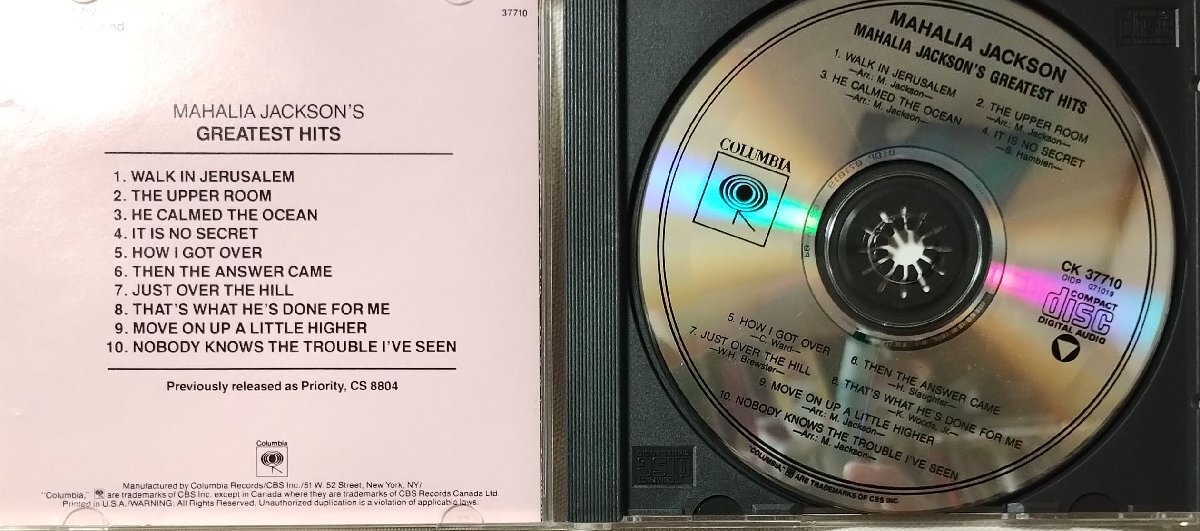 37710
MAHALIA JACKSON'S
GREATEST HITS
1. WALK IN JERUSALEM
2. THE UPPER ROOM
3. HE CALMED THE OCEAN
4. IT IS NO SECRET
5. HOW I GOT OVER
6. THEN THE ANSWER CAME
7. JUST OVER THE HILL
8. THAT'S WHAT HE'S DONE FOR ME
9. MOVE ON UP A LITTLE HIGHER
10. NOBODY KNOWS THE TROUBLE I'VE SEEN
Previously released as Priority, CS 8804
Columbia
Manufactured by Columbia Records/CBS Inc./51 W. 52 Street, New York, NY/
"Columbia," are trademarks of CBS Inc. except in Canada where they are trademarks of CBS Records Canada Ltd.
Printed in U.S.A./WARNING: All Rights Reserved. Unauthorized duplication is a violation of applicable laws.
MAHALIA JACKSON
MAHALIA JACKSON'S GREATEST HITS
1. WALK IN JERUSALEM
—Arr.: M. Jackson—
2. THE UPPER ROOM
—Arr.: M. Jackson—
3. HE CALMED THE OCEAN
—Arr.: M. Jackson—
4. IT IS NO SECRET
—S. Hamblen—
COLUMBIA
CK 37710
DIDP 071019
COMPACT
disc
DIGITAL AUDIO
5. HOW I GOT OVER
—C. Ward—
6. THEN THE ANSWER CAME
—H. Slaughter—
7. JUST OVER THE HILL
—W.H. Brewster—
8. THAT'S WHAT HE'S DONE FOR ME
—K. Woods, Jr.—
9. MOVE ON UP A LITTLE HIGHER
—Arr.: M. Jackson—
10. NOBODY KNOWS THE TROUBLE I'VE SEEN
—Arr.: M. Jackson—
"COLUMBIA," ARE TRADEMARKS OF CBS INC.